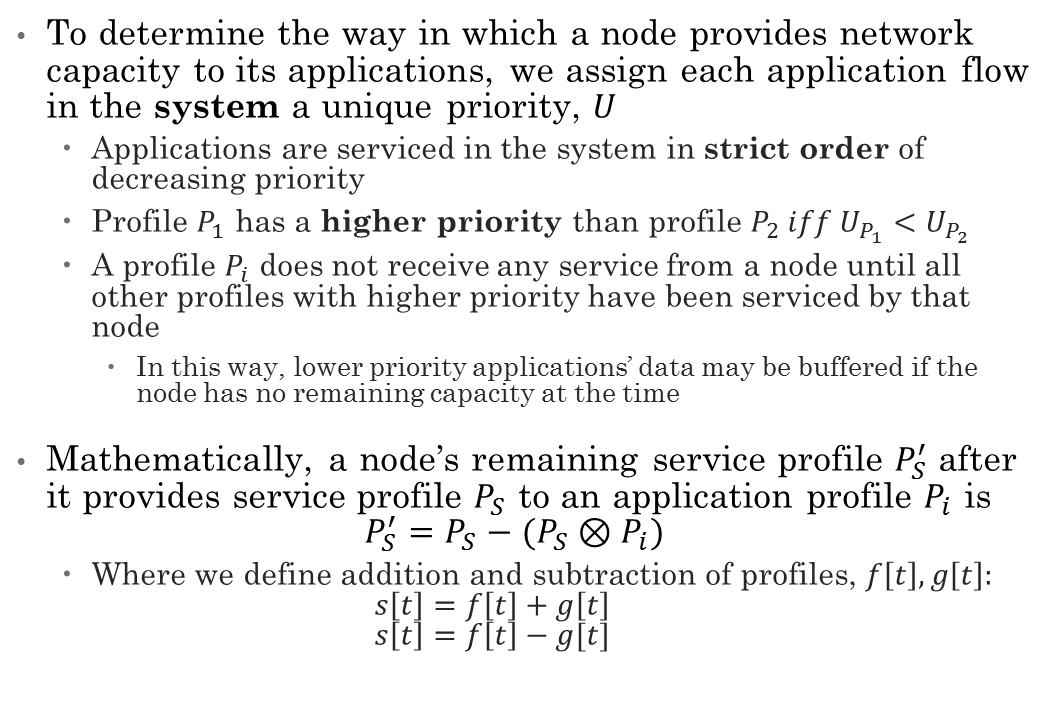 • To determine the way in which a node provides network
capacity to its applications, we assign each application flow
in the system a unique priority, U
• Applications are serviced in the system in strict order of
decreasing priority
• Profile P₁ has a higher priority than profile P₂ iff U_{P₁} < U_{P₂}
• A profile Pᵢ does not receive any service from a node until all
other profiles with higher priority have been serviced by that
node
• In this way, lower priority applications’ data may be buffered if the
node has no remaining capacity at the time
• Mathematically, a node’s remaining service profile P′_S after
it provides service profile P_S to an application profile Pᵢ is
P′_S = P_S − (P_S ⊗ Pᵢ)
• Where we define addition and subtraction of profiles, f[t], g[t]:
s[t] = f[t] + g[t]
s[t] = f[t] − g[t]